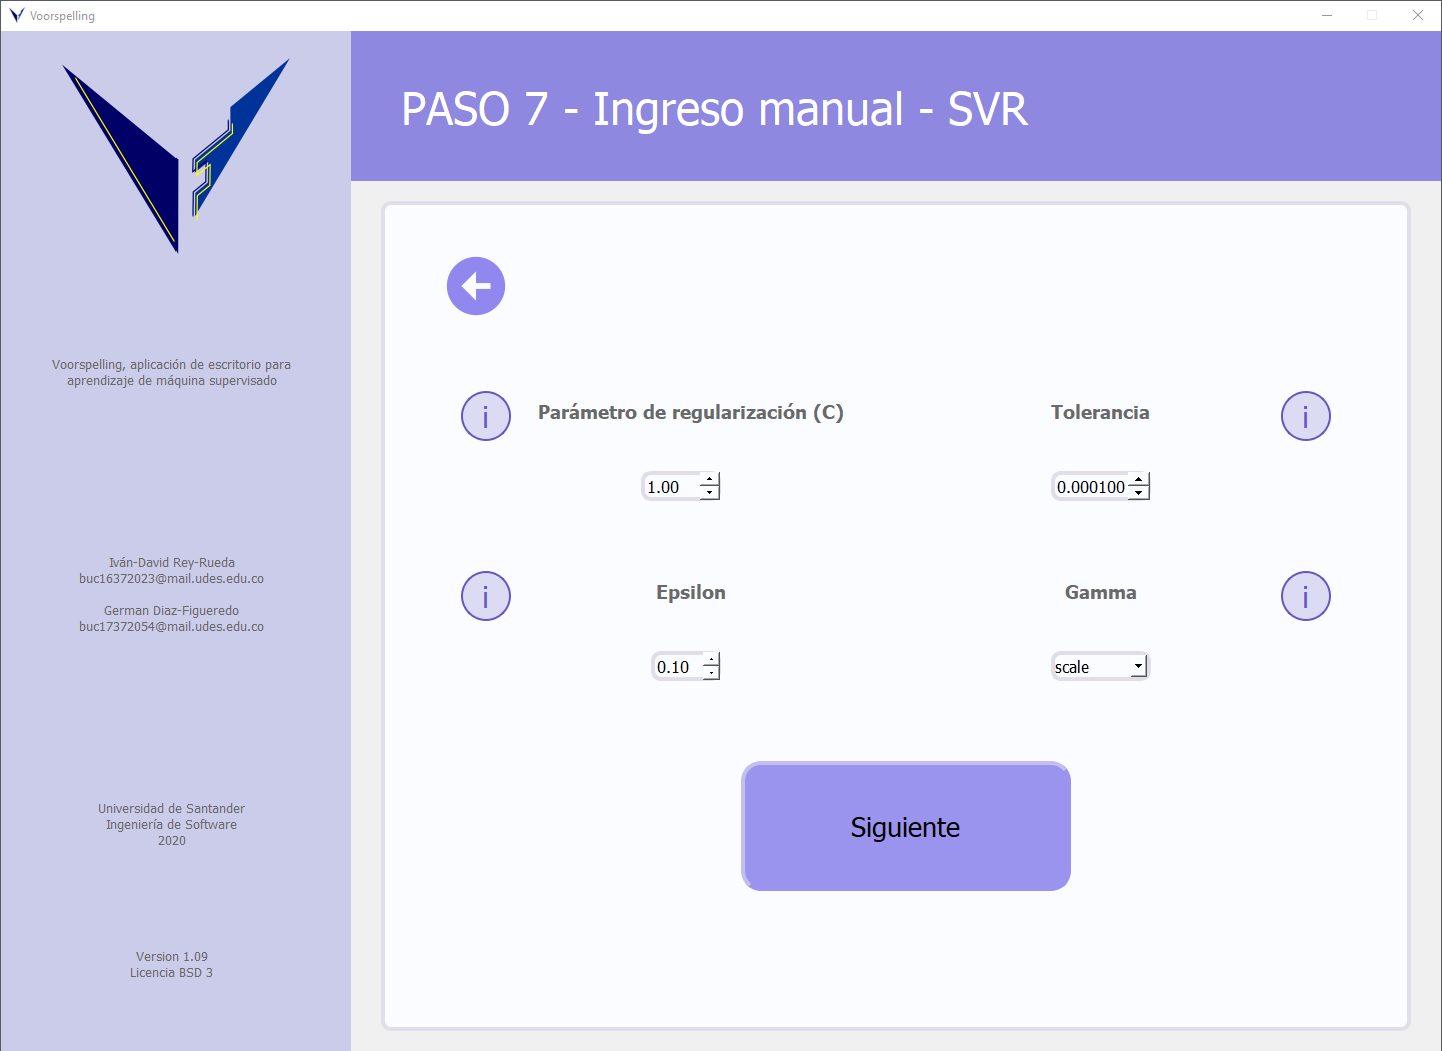 Voorspelling
PASO 7 - Ingreso manual - SVR
Voorspelling, aplicación de escritorio para
aprendizaje de máquina supervisado
Iván-David Rey-Rueda
buc16372023@mail.udes.edu.co
German Diaz-Figueredo
buc17372054@mail.udes.edu.co
Universidad de Santander
Ingeniería de Software
2020
Version 1.09
Licencia BSD 3
i
Parámetro de regularización (C)
Tolerancia
i
1.00
0.000100
i
Epsilon
Gamma
i
0.10
scale
Siguiente